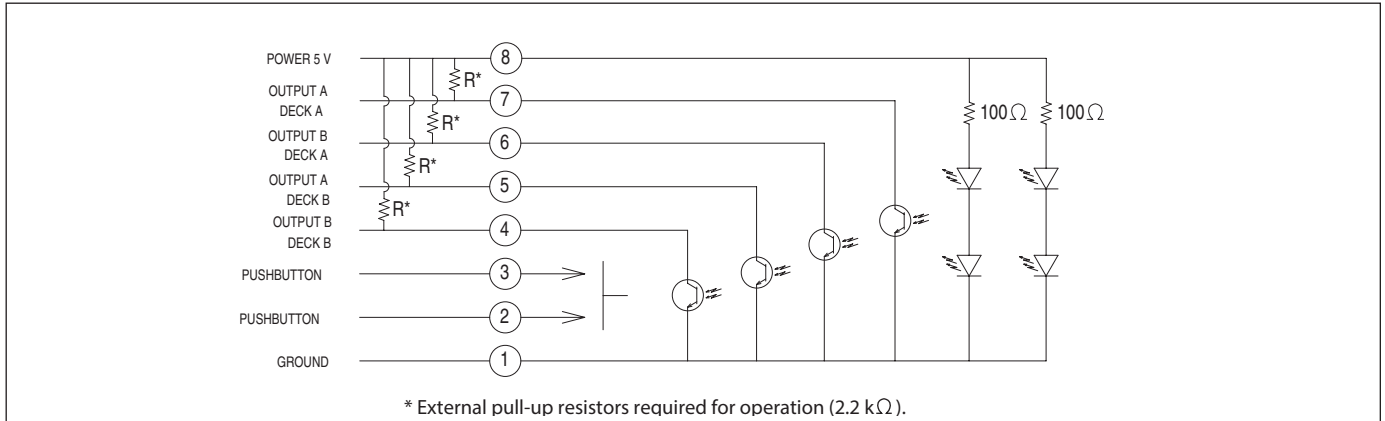 POWER 5 V
8
R*
OUTPUT A
DECK A
7
100Ω
100Ω
R*
OUTPUT B
DECK A
6
R*
OUTPUT A
DECK B
5
R*
OUTPUT B
DECK B
4
PUSHBUTTON
3
PUSHBUTTON
2
GROUND
1
* External pull-up resistors required for operation (2.2 kΩ).